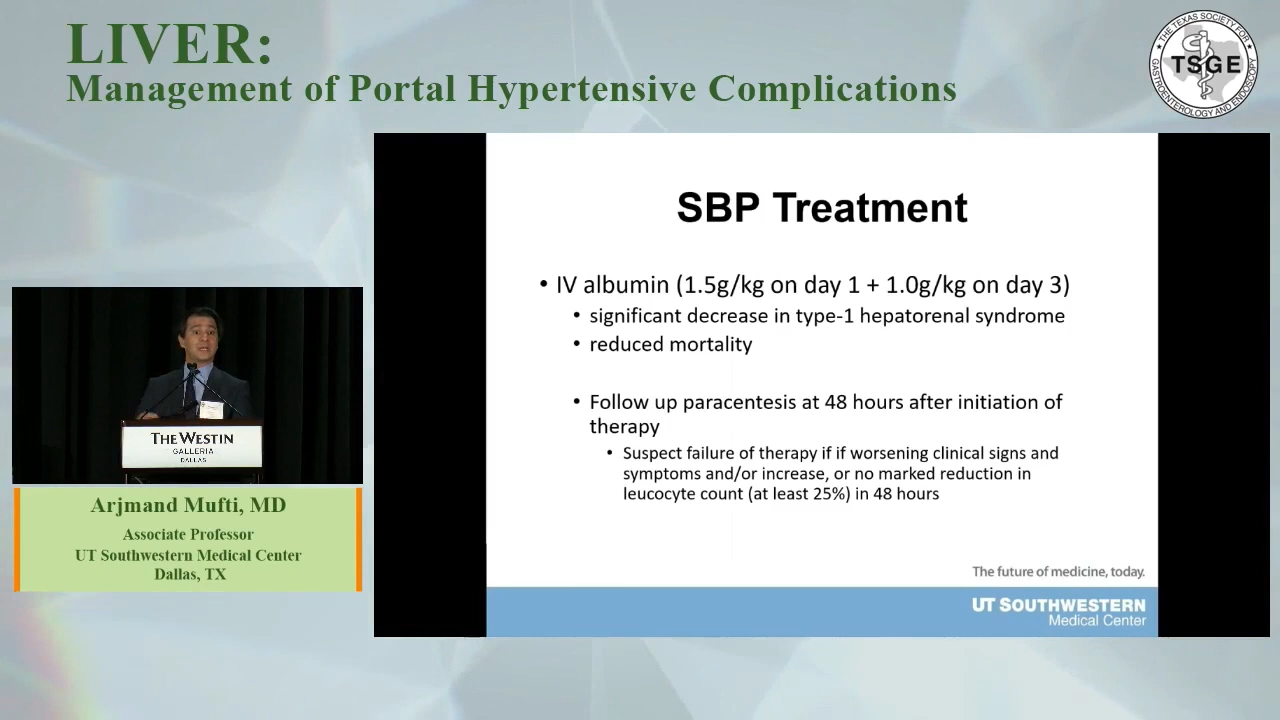 LIVER:
Management of Portal Hypertensive Complications
THE TEXAS SOCIETY FOR
GASTROENTEROLOGY AND ENDOSCOPY
TSGE
SBP Treatment
• IV albumin (1.5g/kg on day 1 + 1.0g/kg on day 3)
• significant decrease in type-1 hepatorenal syndrome
• reduced mortality
• Follow up paracentesis at 48 hours after initiation of
therapy
• Suspect failure of therapy if if worsening clinical signs and
symptoms and/or increase, or no marked reduction in
leucocyte count (at least 25%) in 48 hours
The future of medicine, today.
UT SOUTHWESTERN
Medical Center
THE WESTIN
GALLERIA
DALLAS
Arjmand Mufti, MD
Associate Professor
UT Southwestern Medical Center
Dallas, TX